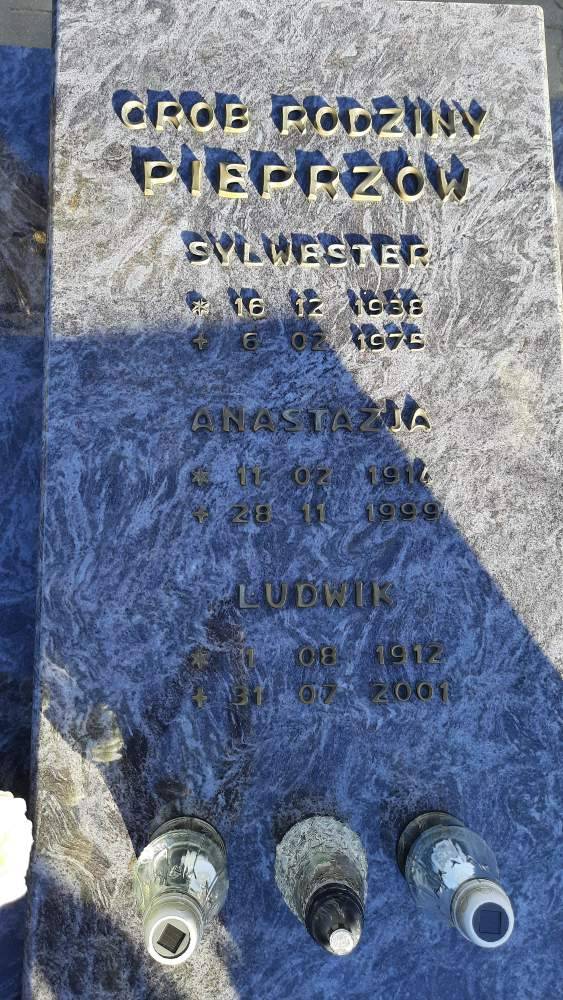 GROB RODZINY
PIEPRZÓW
SYLWESTER
* 16 12 1938
+ 6 02 1975
ANASTAZJA
* 11 02 1914
+ 28 11 1999
LUDWIK
* 1 08 1912
+ 31 07 2001